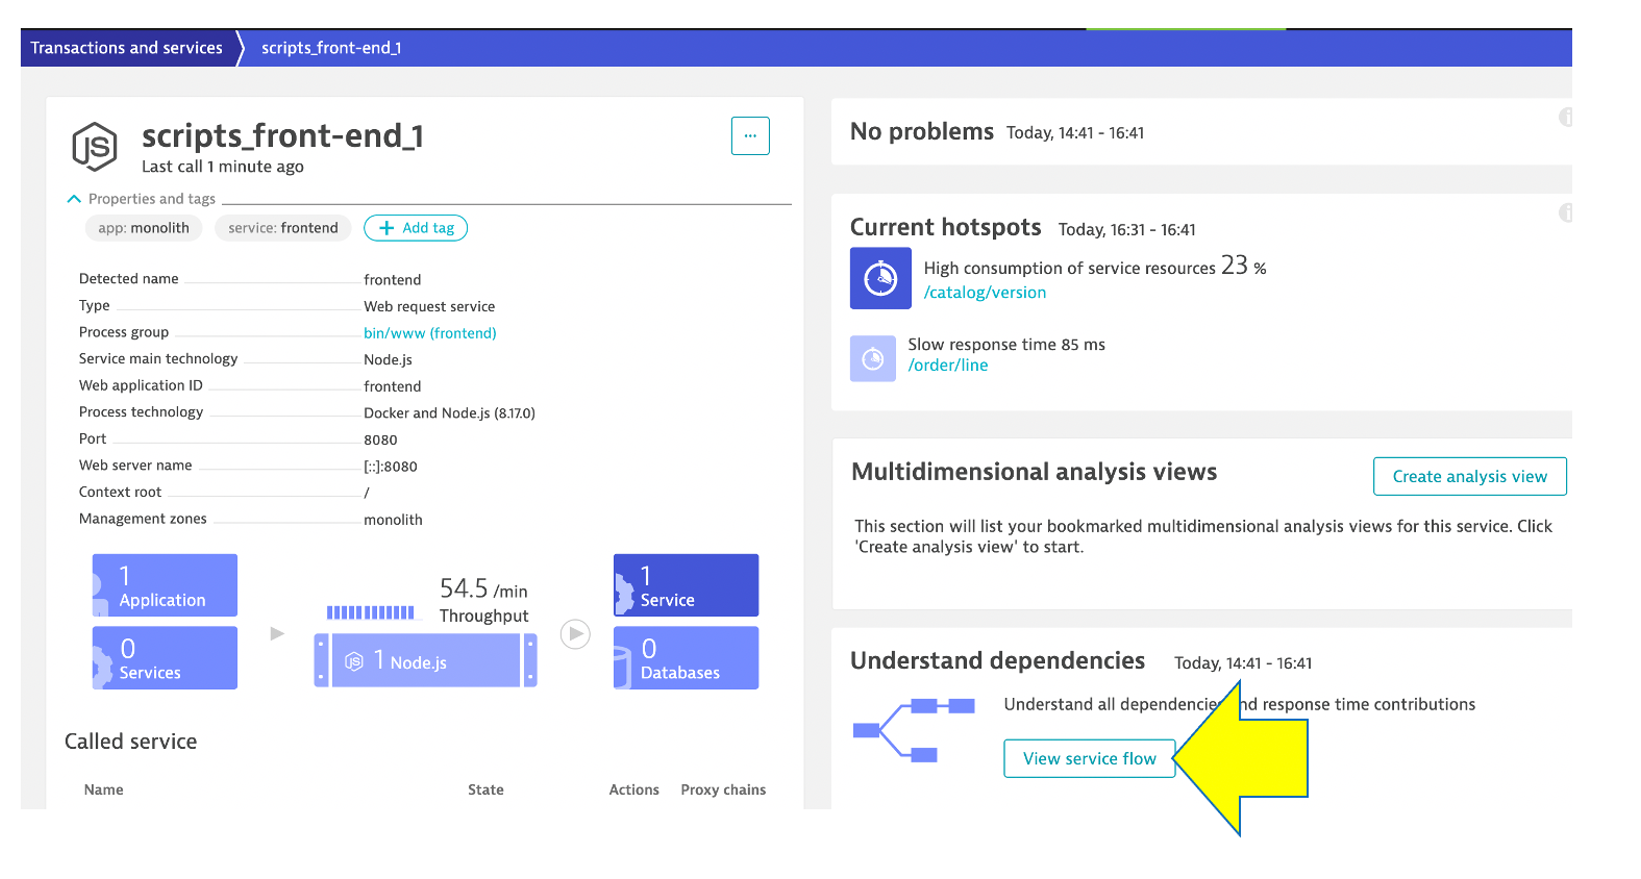 Transactions and services
scripts_front-end_1
scripts_front-end_1
...
Last call 1 minute ago
Properties and tags
app: monolith
service: frontend
+ Add tag
Detected name frontend
Type Web request service
Process group bin/www (frontend)
Service main technology Node.js
Web application ID frontend
Process technology Docker and Node.js (8.17.0)
Port 8080
Web server name [::]:8080
Context root /
Management zones monolith
1
Application
0
Services
54.5 /min
Throughput
JS 1 Node.js
1
Service
0
Databases
Called service
Name State Actions Proxy chains
JS
No problems Today, 14:41 - 16:41
Current hotspots Today, 16:31 - 16:41
High consumption of service resources 23 %
/catalog/version
Slow response time 85 ms
/order/line
Multidimensional analysis views
Create analysis view
This section will list your bookmarked multidimensional analysis views for this service. Click
'Create analysis view' to start.
Understand dependencies Today, 14:41 - 16:41
Understand all response time contributions
View service flow